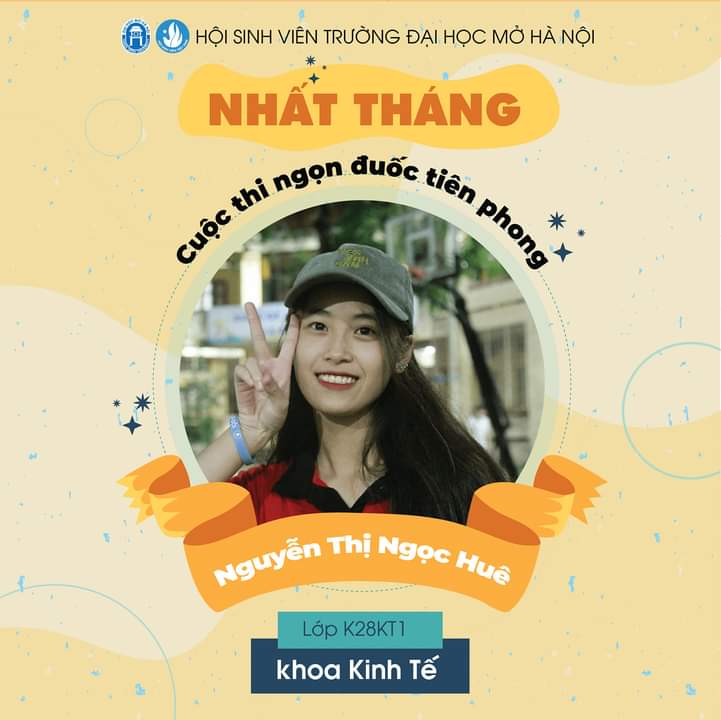 HỘI SINH VIÊN TRƯỜNG ĐẠI HỌC MỞ HÀ NỘI
NHẤT THÁNG
Cuộc thi ngọn đuốc tiên phong
Nguyễn Thị Ngọc Huê
Lớp K28KT1
khoa Kinh Tế